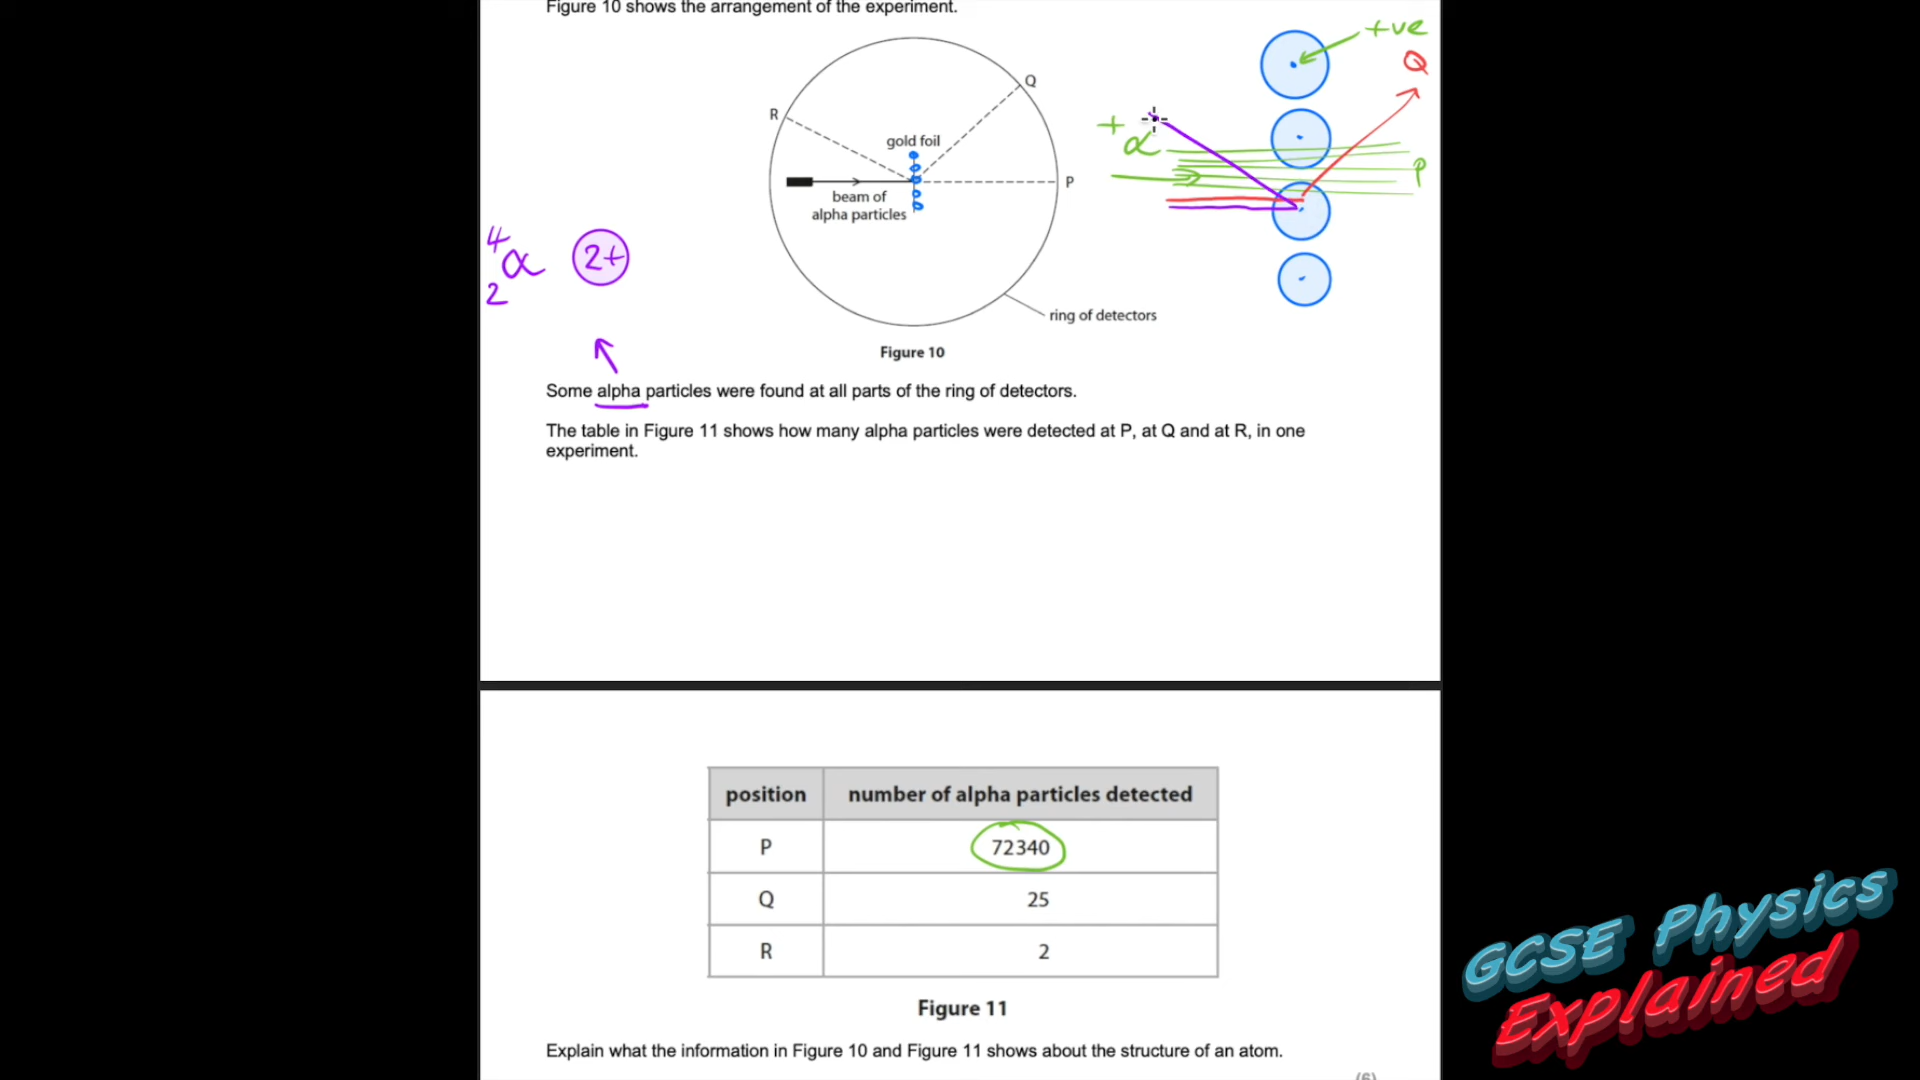 Figure 10 shows the arrangement of the experiment.
+ve
Q
Q
R
gold foil
+
α
P
P
beam of
alpha particles
4
α
2
2+
ring of detectors
Figure 10
Some alpha particles were found at all parts of the ring of detectors.
The table in Figure 11 shows how many alpha particles were detected at P, at Q and at R, in one
experiment.
position number of alpha particles detected
P 72340
Q 25
R 2
Figure 11
Explain what the information in Figure 10 and Figure 11 shows about the structure of an atom.
(6)
GCSE Physics
Explained